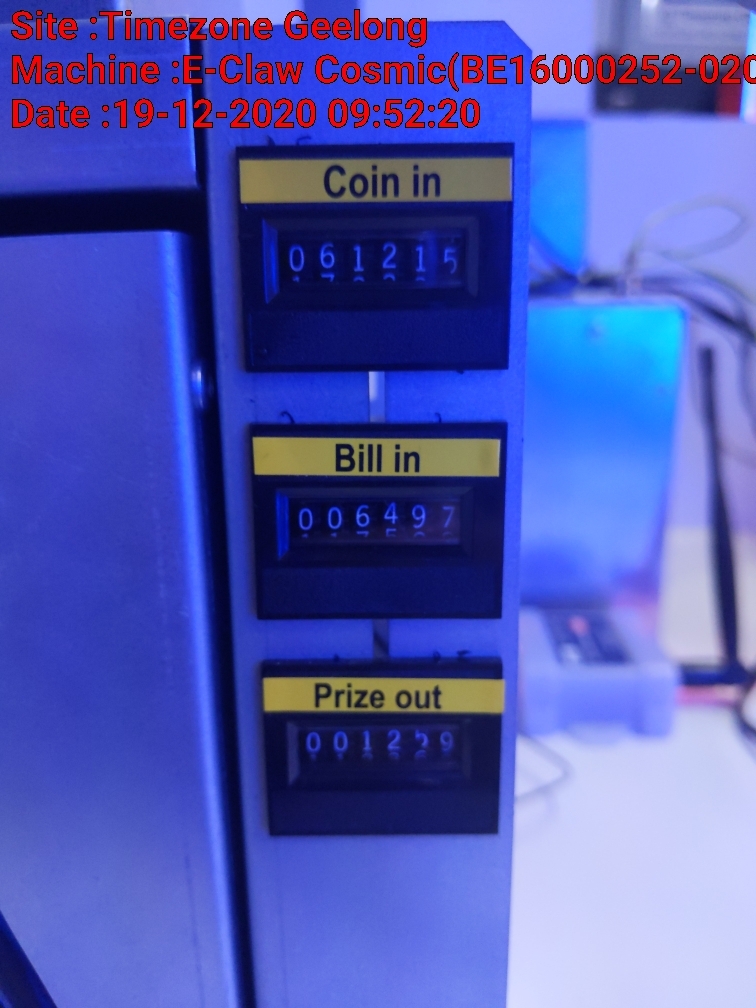 Site :Timezone Geelong
Machine :E-Claw Cosmic(BE16000252-020
Date :19-12-2020 09:52:20
Coin in
061215
Bill in
006497
Prize out